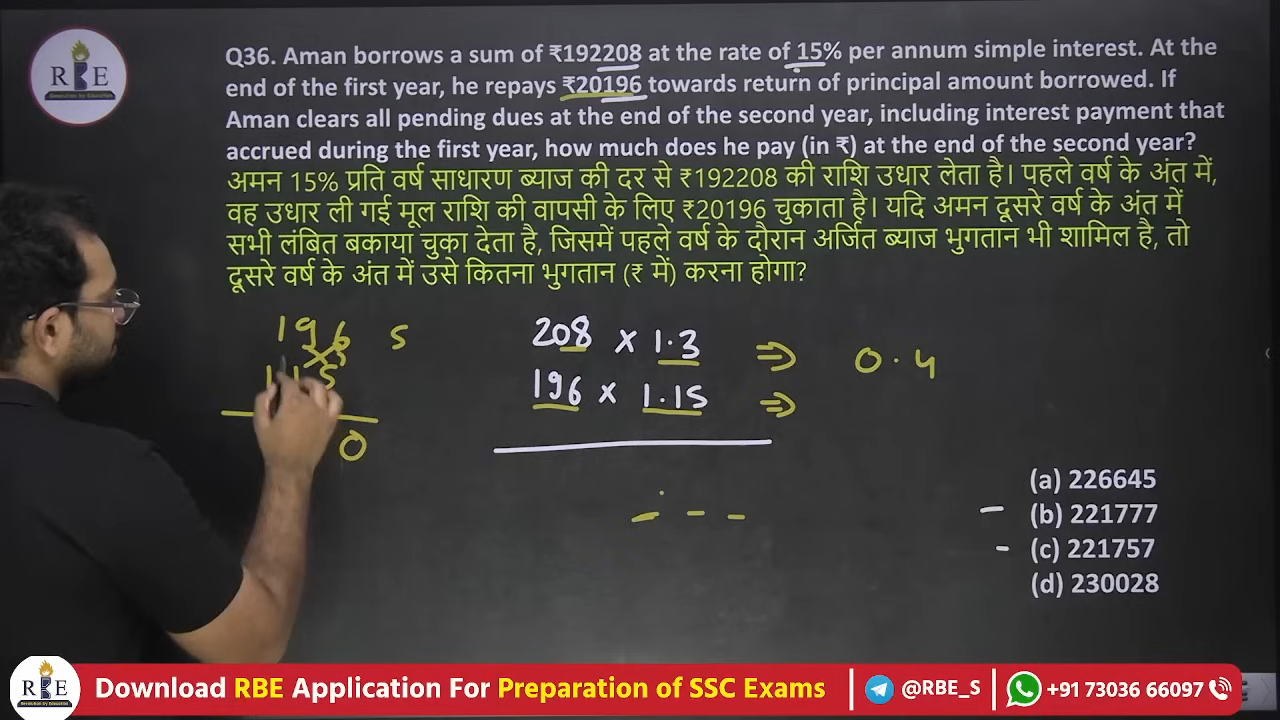 Q36. Aman borrows a sum of ₹192208 at the rate of 15% per annum simple interest. At the
end of the first year, he repays ₹20196 towards return of principal amount borrowed. If
Aman clears all pending dues at the end of the second year, including interest payment that
accrued during the first year, how much does he pay (in ₹) at the end of the second year?
अमन 15% प्रति वर्ष साधारण ब्याज की दर से ₹192208 की राशि उधार लेता है। पहले वर्ष के अंत में,
वह उधार ली गई मूल राशि की वापसी के लिए ₹20196 चुकाता है। यदि अमन दूसरे वर्ष के अंत में
सभी लंबित बकाया चुका देता है, जिसमें पहले वर्ष के दौरान अर्जित ब्याज भुगतान भी शामिल है, तो
दूसरे वर्ष के अंत में उसे कितना भुगतान (₹ में) करना होगा?
RBE
196 5
0
208 × 1.3 ⇒ 0.4
196 × 1.15 ⇒
(a) 226645
(b) 221777
(c) 221757
(d) 230028
RBE
Download RBE Application For Preparation of SSC Exams
@RBE_S
+91 73036 66097